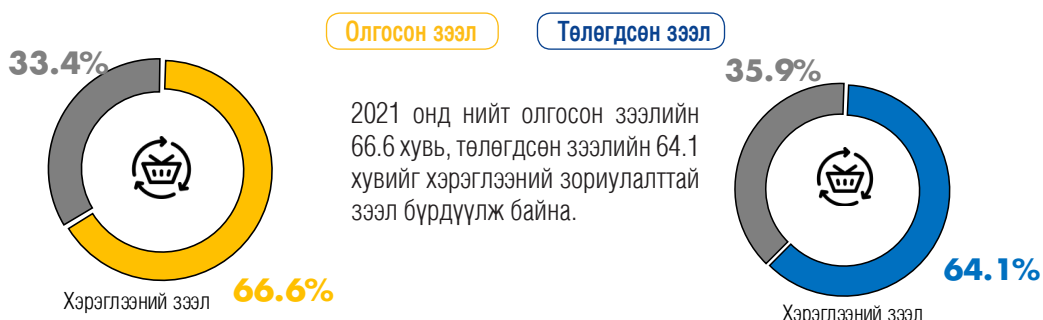 Олгосон зээл
Төлөгдсөн зээл
33.4%
35.9%
2021 онд нийт олгосон зээлийн
66.6 хувь, төлөгдсөн зээлийн 64.1
хувийг хэрэглээний зориулалттай
зээл бүрдүүлж байна.
66.6%
Хэрэглээний зээл
64.1%
Хэрэглээний зээл